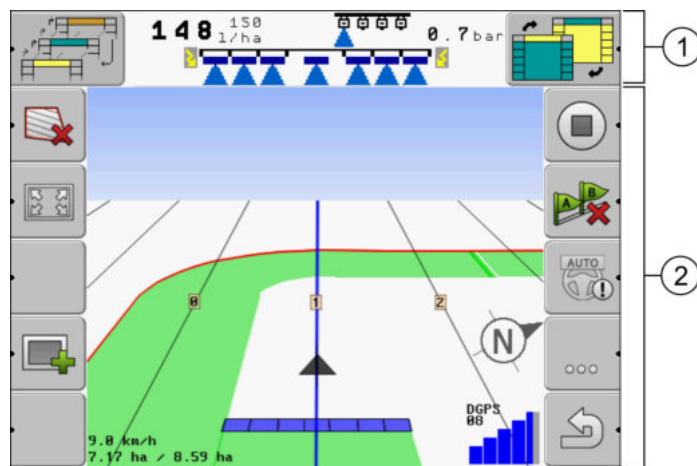 148 150 l/ha
0.7 bar
1
A B
AUTO
2
0 1 2
N
DGPS
08
9.0 km/h
7.17 ha / 8.59 ha